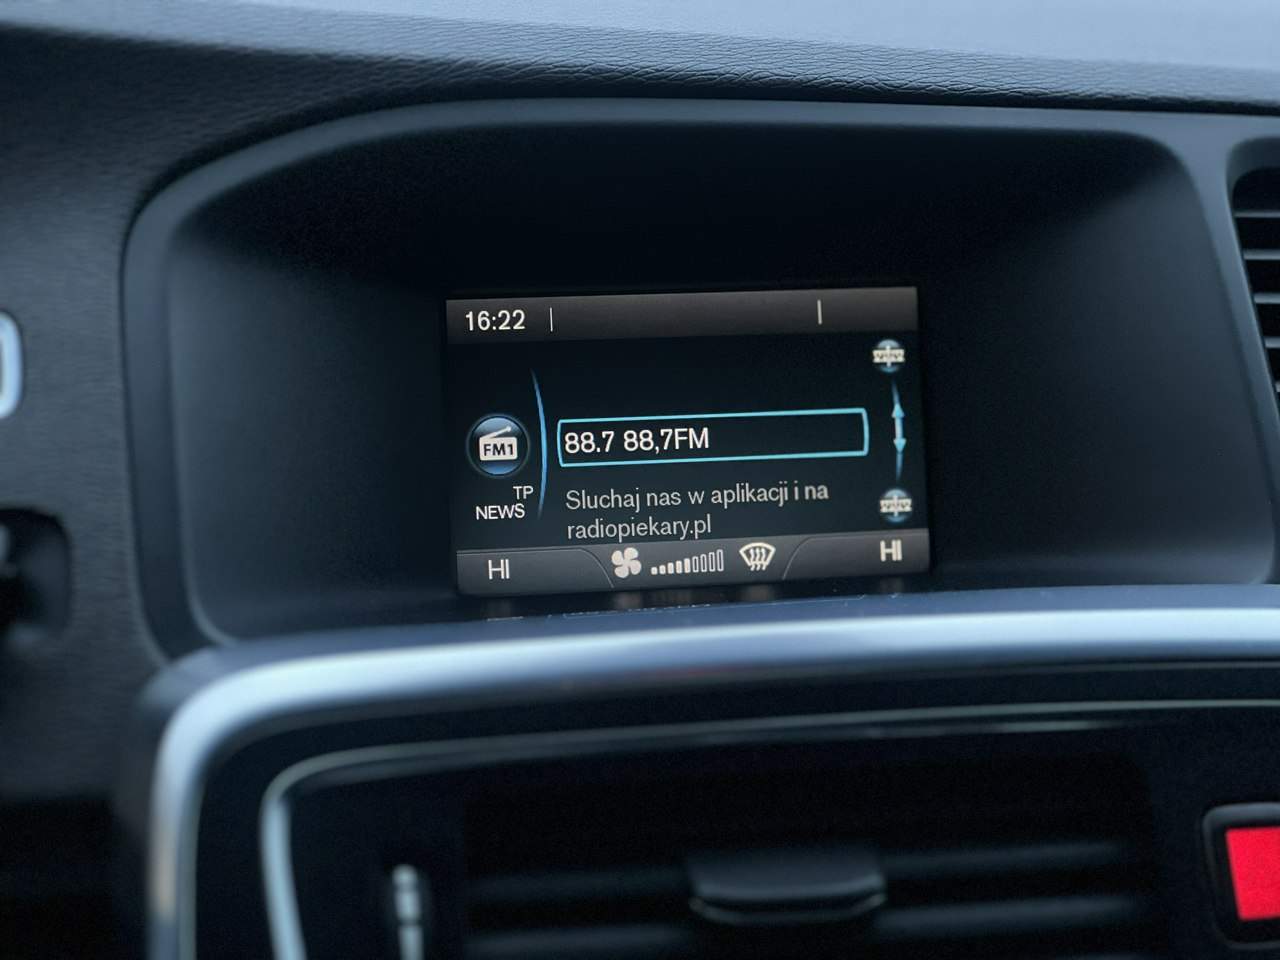 16:22
FM1
88.7 88,7FM
TP
NEWS
Sluchaj nas w aplikacji i na
radiopiekary.pl
HI
HI